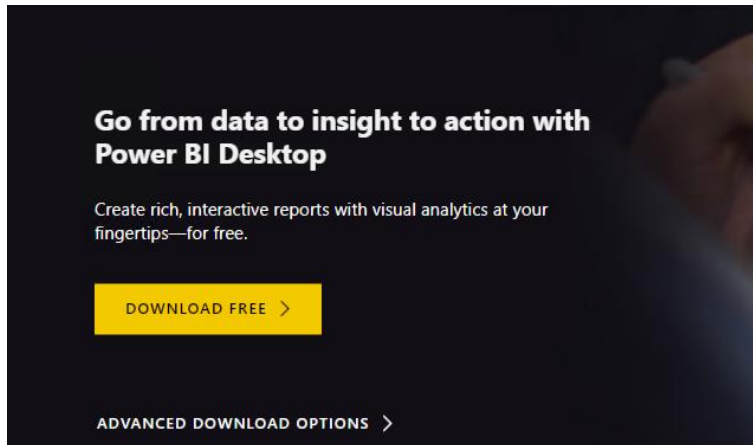 Go from data to insight to action with
Power BI Desktop
Create rich, interactive reports with visual analytics at your
fingertips—for free.
DOWNLOAD FREE
ADVANCED DOWNLOAD OPTIONS